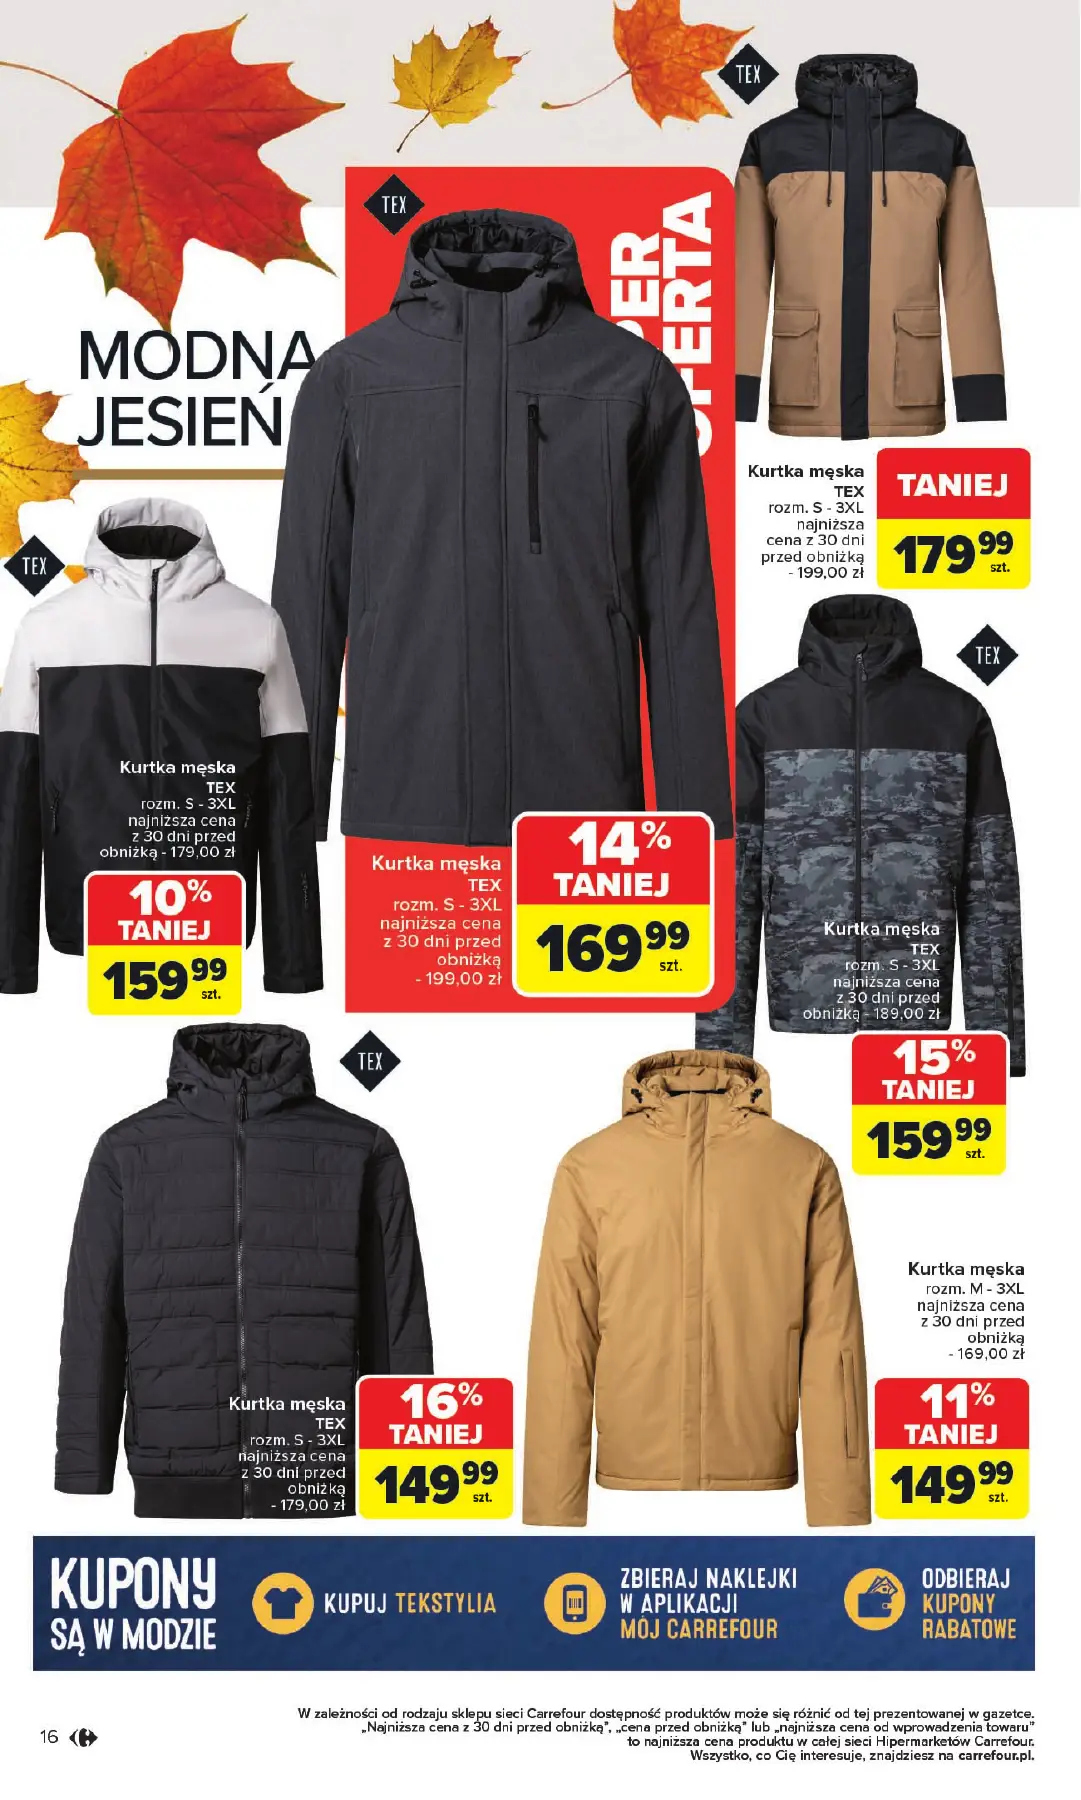 TEX
TEX
OFERTA
MODNA
JESIEŃ
Kurtka męska
TEX
rozm. S - 3XL
najniższa
cena z 30 dni
przed obniżką
- 199,00 zł
TANIEJ
179 99
szt.
TEX
TEX
Kurtka męska
TEX
rozm. S - 3XL
najniższa cena
z 30 dni przed
obniżką - 179,00 zł
10%
TANIEJ
159 99
szt.
Kurtka męska
TEX
rozm. S - 3XL
najniższa cena
z 30 dni przed
obniżką
- 199,00 zł
14%
TANIEJ
169 99
szt.
Kurtka męska
TEX
rozm. S - 3XL
najniższa cena
z 30 dni przed
obniżką - 189,00 zł
15%
TANIEJ
159 99
szt.
TEX
Kurtka męska
TEX
rozm. S - 3XL
najniższa cena
z 30 dni przed
obniżką
- 179,00 zł
16%
TANIEJ
149 99
szt.
Kurtka męska
rozm. M - 3XL
najniższa cena
z 30 dni przed
obniżką
- 169,00 zł
11%
TANIEJ
149 99
szt.
KUPONY
SĄ W MODZIE
KUPUJ TEKSTYLIA
ZBIERAJ NAKLEJKI
W APLIKACJI
MÓJ CARREFOUR
ODBIERAJ
KUPONY
RABATOWE
W zależności od rodzaju sklepu sieci Carrefour dostępność produktów może się różnić od tej prezentowanej w gazetce.
„Najniższa cena z 30 dni przed obniżką”, „cena przed obniżką” lub „najniższa cena od wprowadzenia towaru”
to najniższa cena produktu w całej sieci Hipermarketów Carrefour.
Wszystko, co Cię interesuje, znajdziesz na carrefour.pl.
16